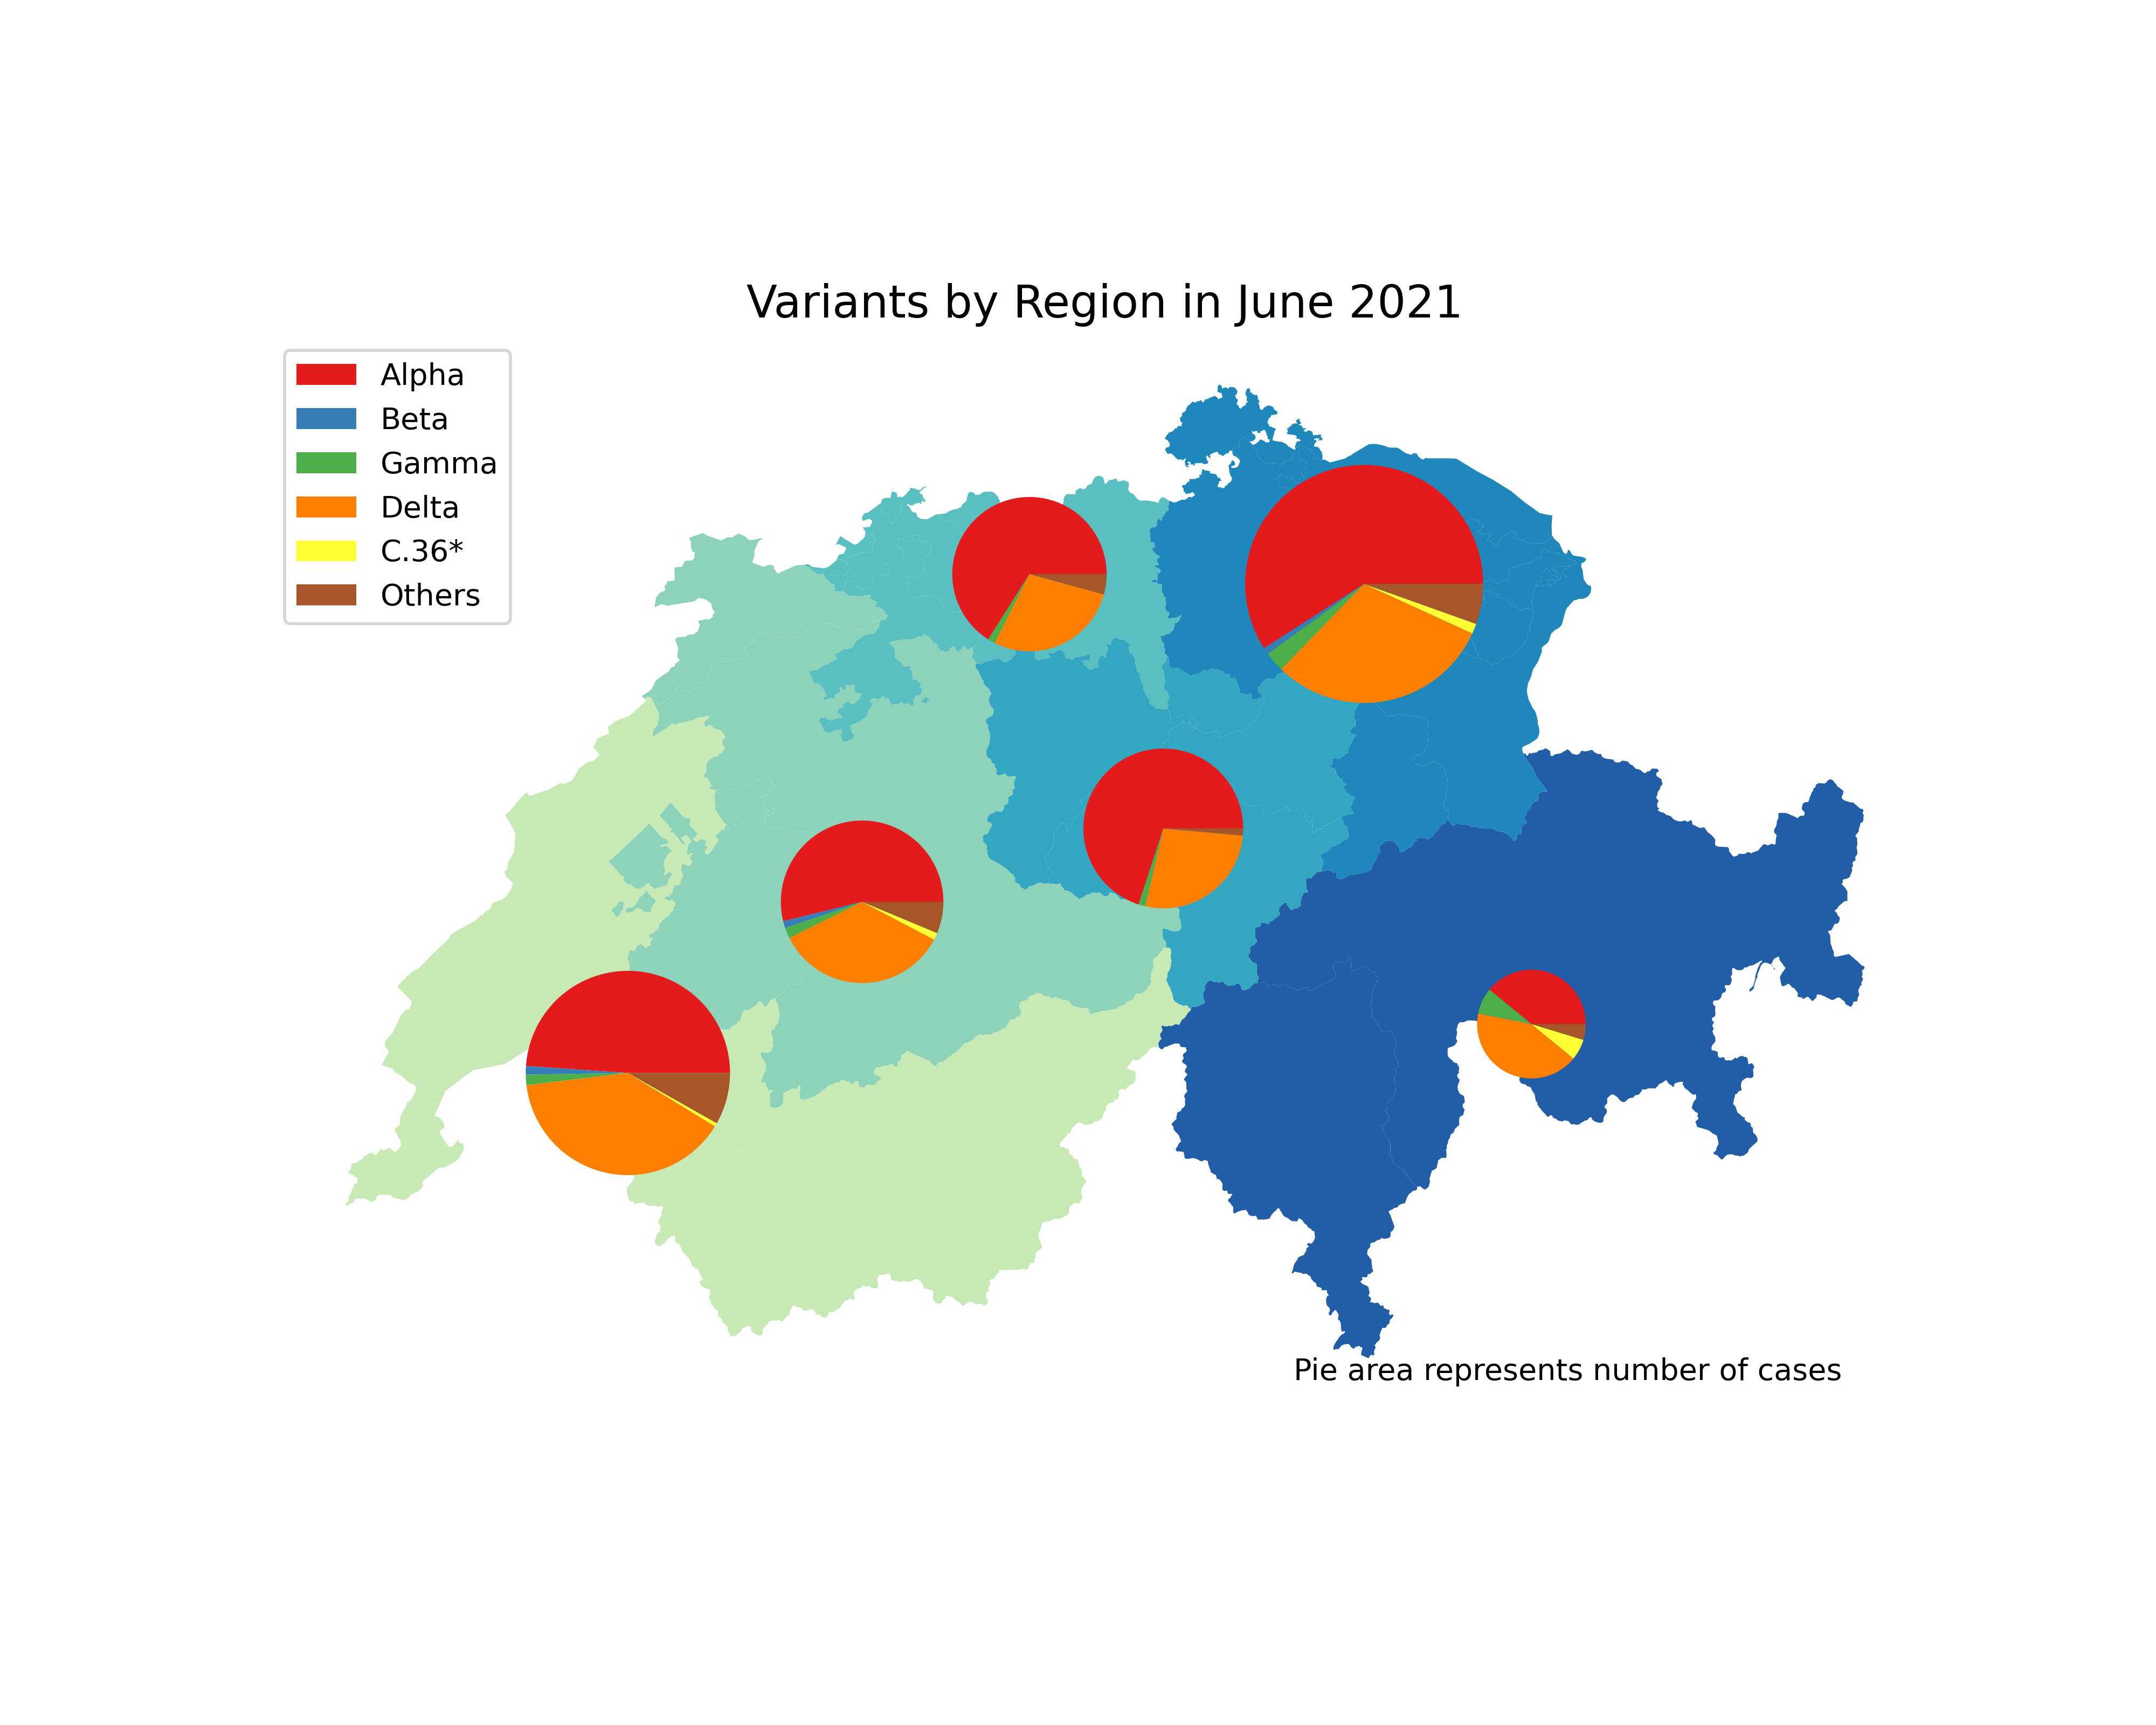 Variants by Region in June 2021
Alpha
Beta
Gamma
Delta
C.36*
Others
Pie area represents number of cases